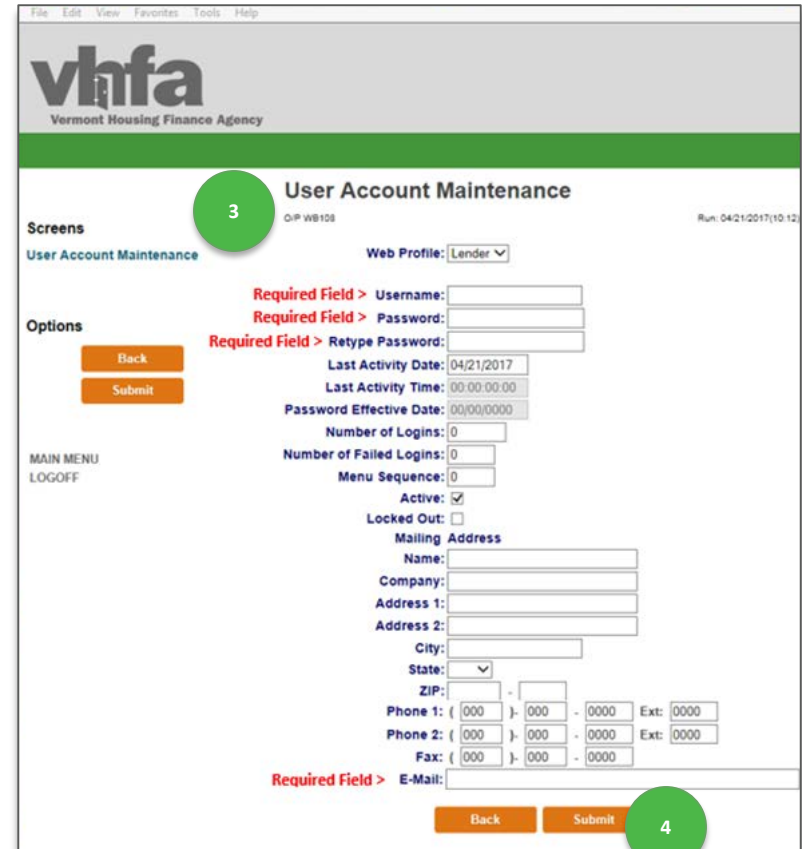 File Edit View Favorites Tools Help
vhfa
Vermont Housing Finance Agency
User Account Maintenance
3
O/P WB108
Run: 04/21/2017(10:12)
Screens
User Account Maintenance
Options
Back
Submit
MAIN MENU
LOGOFF
Web Profile: Lender
Required Field > Username:
Required Field > Password:
Required Field > Retype Password:
Last Activity Date: 04/21/2017
Last Activity Time: 00:00:00:00
Password Effective Date: 00/00/0000
Number of Logins: 0
Number of Failed Logins: 0
Menu Sequence: 0
Active:
Locked Out:
Mailing Address
Name:
Company:
Address 1:
Address 2:
City:
State:
ZIP: -
Phone 1: ( 000 )- 000 - 0000 Ext: 0000
Phone 2: ( 000 )- 000 - 0000 Ext: 0000
Fax: ( 000 )- 000 - 0000
Required Field > E-Mail:
Back Submit
4